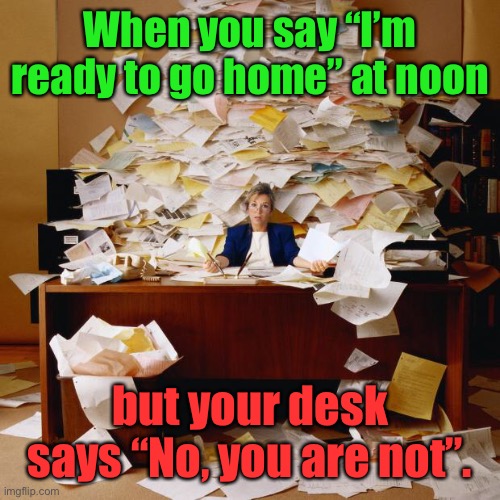 When you say “I’m
ready to go home” at noon
but your desk
says “No, you are not”.
imgflip.com